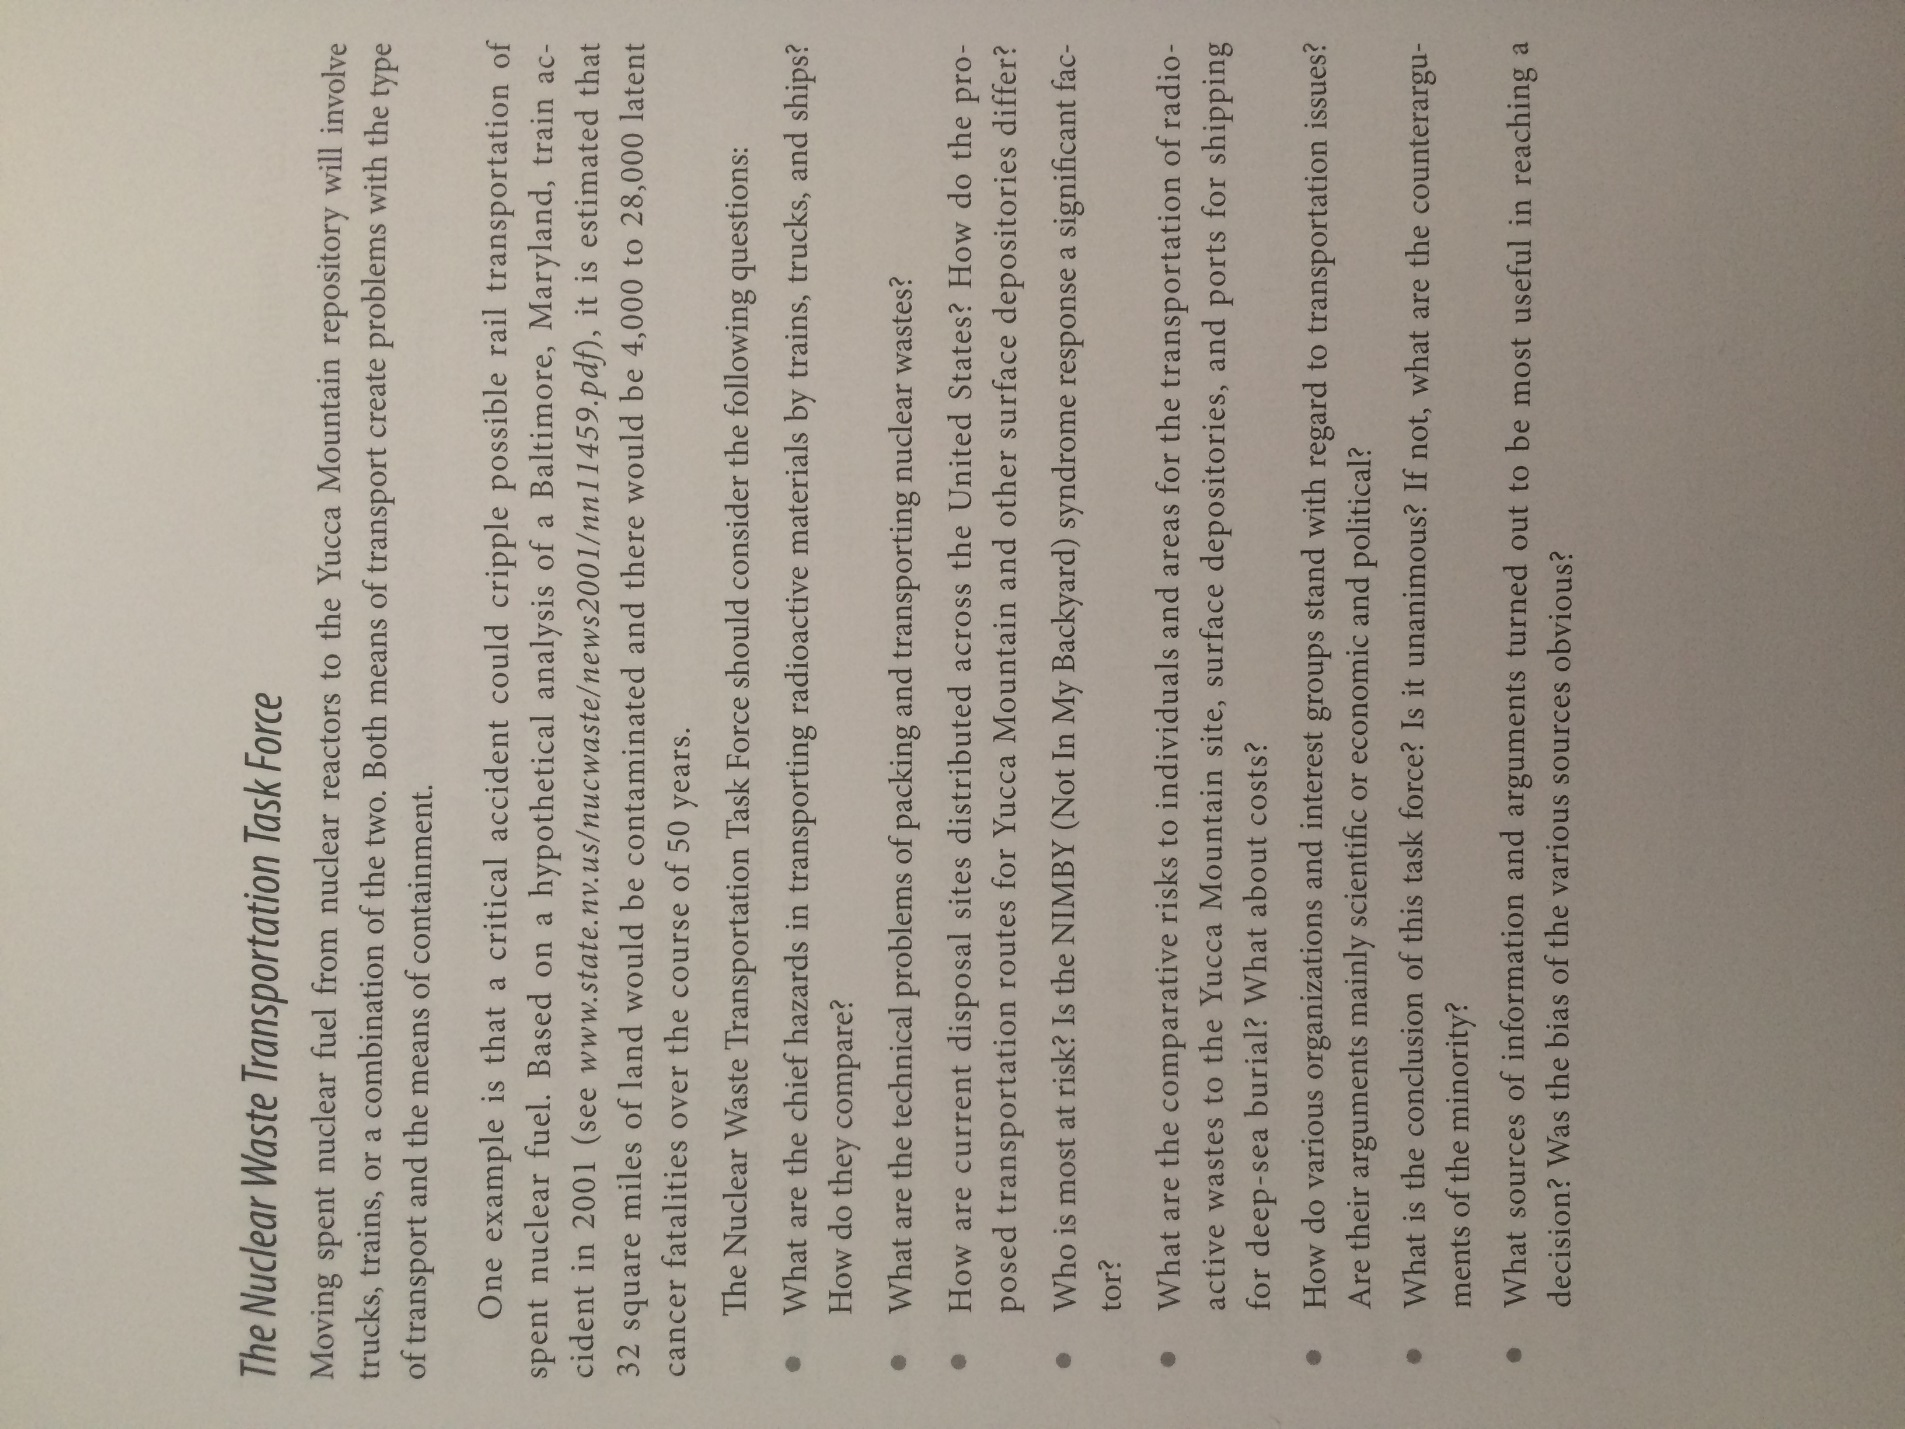 The Nuclear Waste Transportation Task Force
Moving spent nuclear fuel from nuclear reactors to the Yucca Mountain repository will involve
trucks, trains, or a combination of the two. Both means of transport create problems with the type
of transport and the means of containment.
One example is that a critical accident could cripple possible rail transportation of
spent nuclear fuel. Based on a hypothetical analysis of a Baltimore, Maryland, train ac-
cident in 2001 (see www.state.nv.us/nucwaste/news2001/nn11459.pdf), it is estimated that
32 square miles of land would be contaminated and there would be 4,000 to 28,000 latent
cancer fatalities over the course of 50 years.
The Nuclear Waste Transportation Task Force should consider the following questions:
• What are the chief hazards in transporting radioactive materials by trains, trucks, and ships?
How do they compare?
• What are the technical problems of packing and transporting nuclear wastes?
• How are current disposal sites distributed across the United States? How do the pro-
posed transportation routes for Yucca Mountain and other surface depositories differ?
• Who is most at risk? Is the NIMBY (Not In My Backyard) syndrome response a significant fac-
tor?
• What are the comparative risks to individuals and areas for the transportation of radio-
active wastes to the Yucca Mountain site, surface depositories, and ports for shipping
for deep-sea burial? What about costs?
• How do various organizations and interest groups stand with regard to transportation issues?
Are their arguments mainly scientific or economic and political?
• What is the conclusion of this task force? Is it unanimous? If not, what are the counterargu-
ments of the minority?
• What sources of information and arguments turned out to be most useful in reaching a
decision? Was the bias of the various sources obvious?